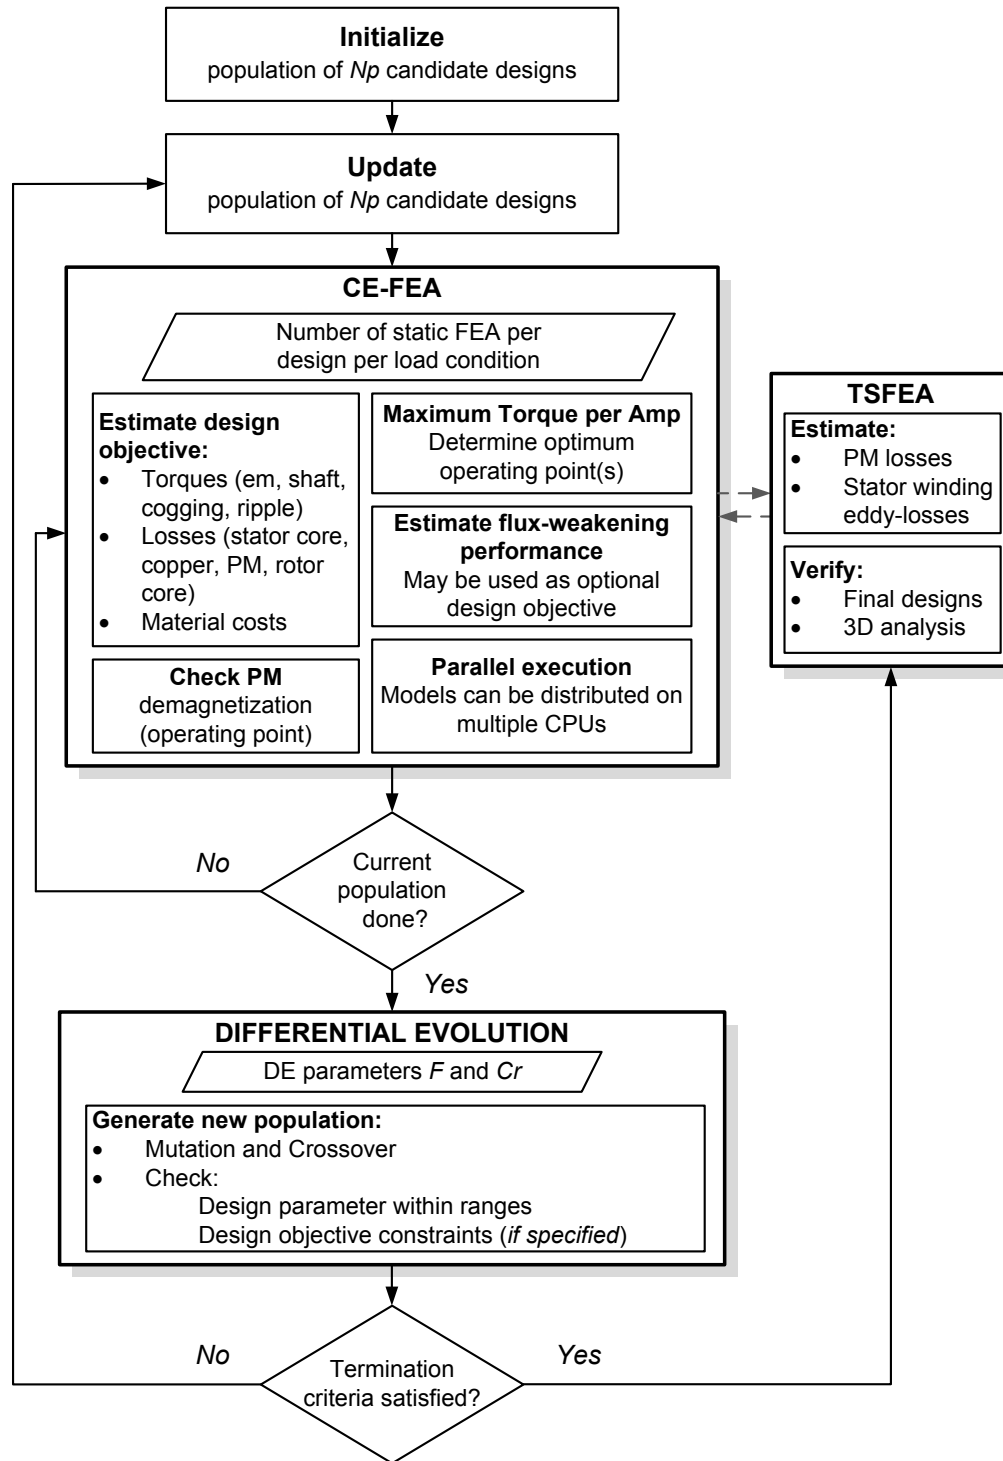 Initialize
population of Np candidate designs
Update
population of Np candidate designs
CE-FEA
Number of static FEA per
design per load condition
Estimate design
objective:
• Torques (em, shaft,
cogging, ripple)
• Losses (stator core,
copper, PM, rotor
core)
• Material costs
Check PM
demagnetization
(operating point)
Maximum Torque per Amp
Determine optimum
operating point(s)
Estimate flux-weakening
performance
May be used as optional
design objective
Parallel execution
Models can be distributed on
multiple CPUs
TSFEA
Estimate:
• PM losses
• Stator winding
eddy-losses
Verify:
• Final designs
• 3D analysis
No
Current
population
done?
Yes
DIFFERENTIAL EVOLUTION
DE parameters F and Cr
Generate new population:
• Mutation and Crossover
• Check:
Design parameter within ranges
Design objective constraints (if specified)
No
Termination
criteria satisfied?
Yes